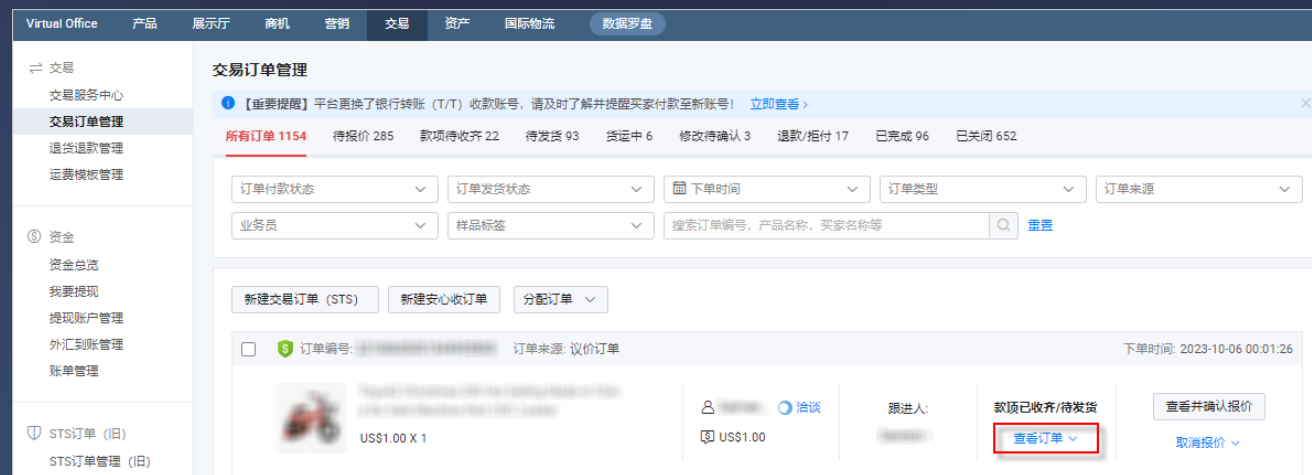 Virtual Office 产品 展示厅 商机 营销 交易 资产 国际物流 数据罗盘
交易
交易服务中心
交易订单管理
退货退款管理
运费模板管理
资金
资金总览
我要提现
提现账户管理
外汇到账管理
账单管理
STS订单（旧）
STS订单管理（旧）
交易订单管理
【重要提醒】平台更换了银行转账（T/T）收款账号，请及时了解并提醒买家付款至新账号！ 立即查看 >
所有订单 1154 待报价 285 款项待收齐 22 待发货 93 货运中 6 修改待确认 3 退款/拒付 17 已完成 96 已关闭 652
订单付款状态 订单发货状态 下单时间 订单类型 订单来源
业务员 样品标签 搜索订单编号，产品名称，买家名称等 重置
新建交易订单（STS） 新建安心收订单 分配订单
订单编号: 订单来源: 议价订单 下单时间: 2023-10-06 00:01:26
洽谈 跟进人: 款项已收齐/待发货 查看并确认报价
US$1.00 X 1 US$1.00 查看订单 取消报价